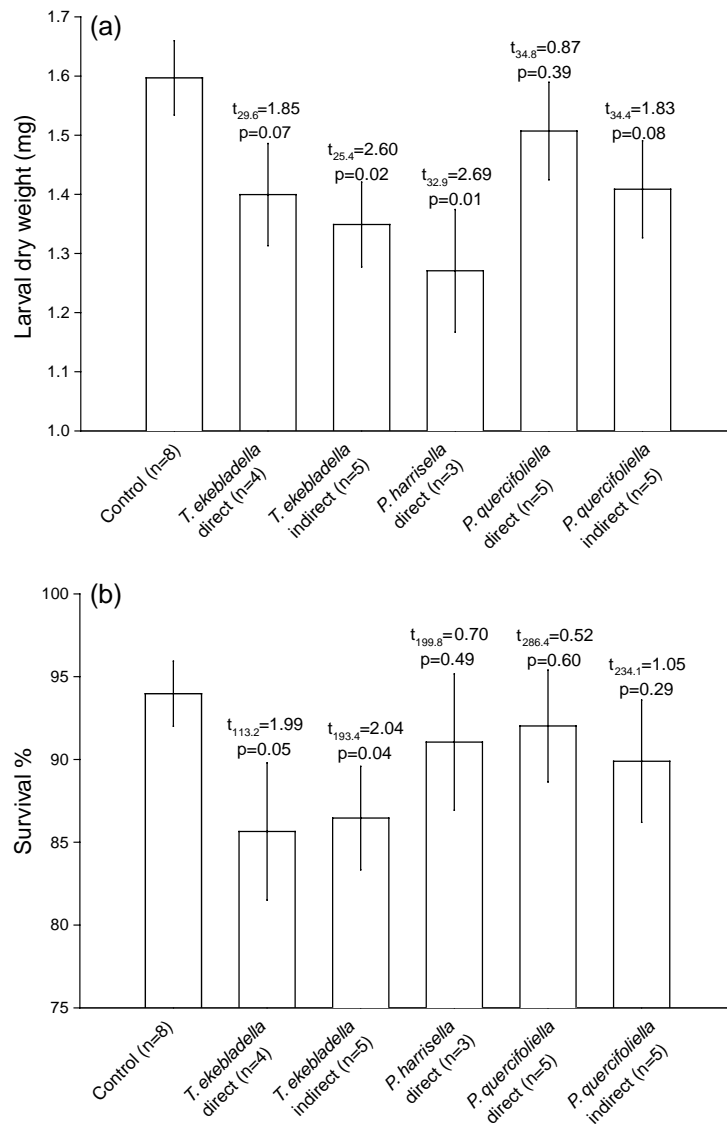 (a)
Larval dry weight (mg)
1.7
1.6
1.5
1.4
1.3
1.2
1.1
1.0
t29.6=1.85
p=0.07
t25.4=2.60
p=0.02
t32.9=2.69
p=0.01
t34.8=0.87
p=0.39
t34.4=1.83
p=0.08
Control (n=8)
T. ekebladella
direct (n=4)
T. ekebladella
indirect (n=5)
P. harrisella
direct (n=3)
P. quercifoliella
direct (n=5)
P. quercifoliella
indirect (n=5)
(b)
Survival %
100
95
90
85
80
75
t113.2=1.99
p=0.05
t193.4=2.04
p=0.04
t199.8=0.70
p=0.49
t286.4=0.52
p=0.60
t234.1=1.05
p=0.29
Control (n=8)
T. ekebladella
direct (n=4)
T. ekebladella
indirect (n=5)
P. harrisella
direct (n=3)
P. quercifoliella
direct (n=5)
P. quercifoliella
indirect (n=5)